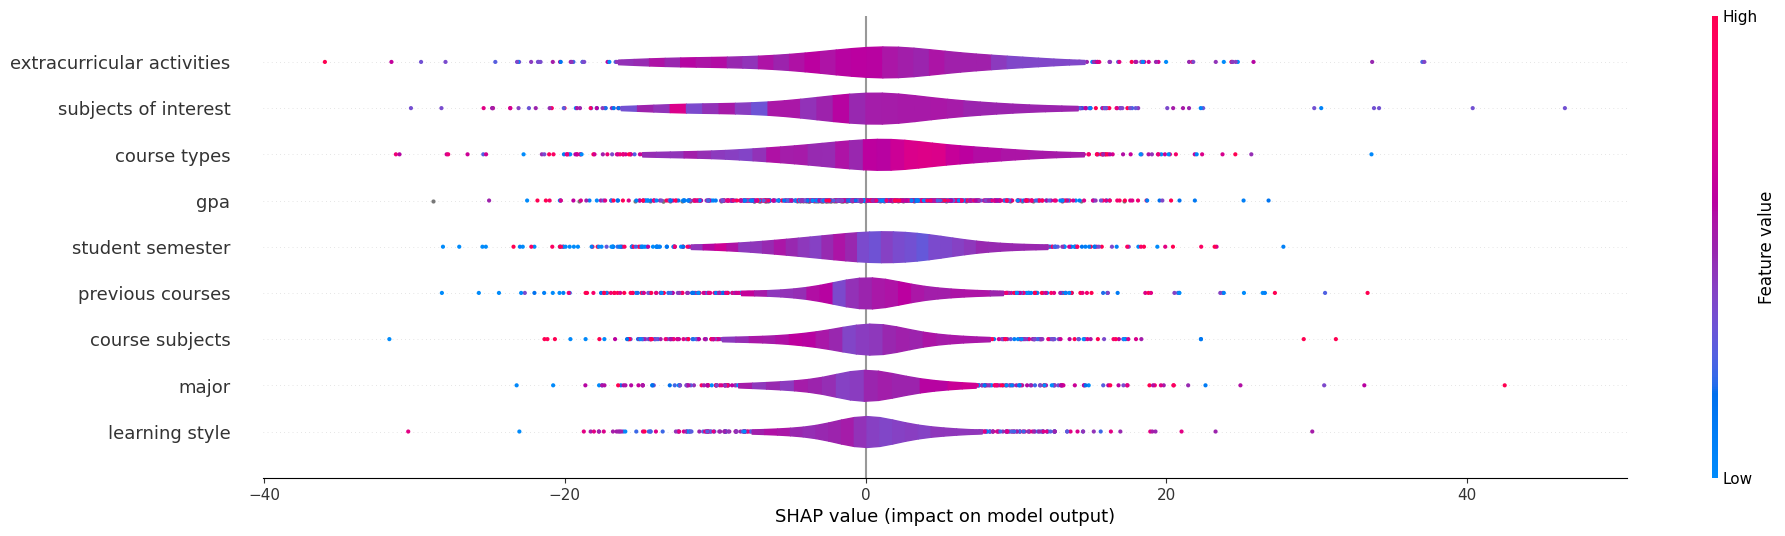 High
extracurricular activities
subjects of interest
course types
gpa
student semester
previous courses
course subjects
major
learning style
Feature value
Low
−40 −20 0 20 40
SHAP value (impact on model output)